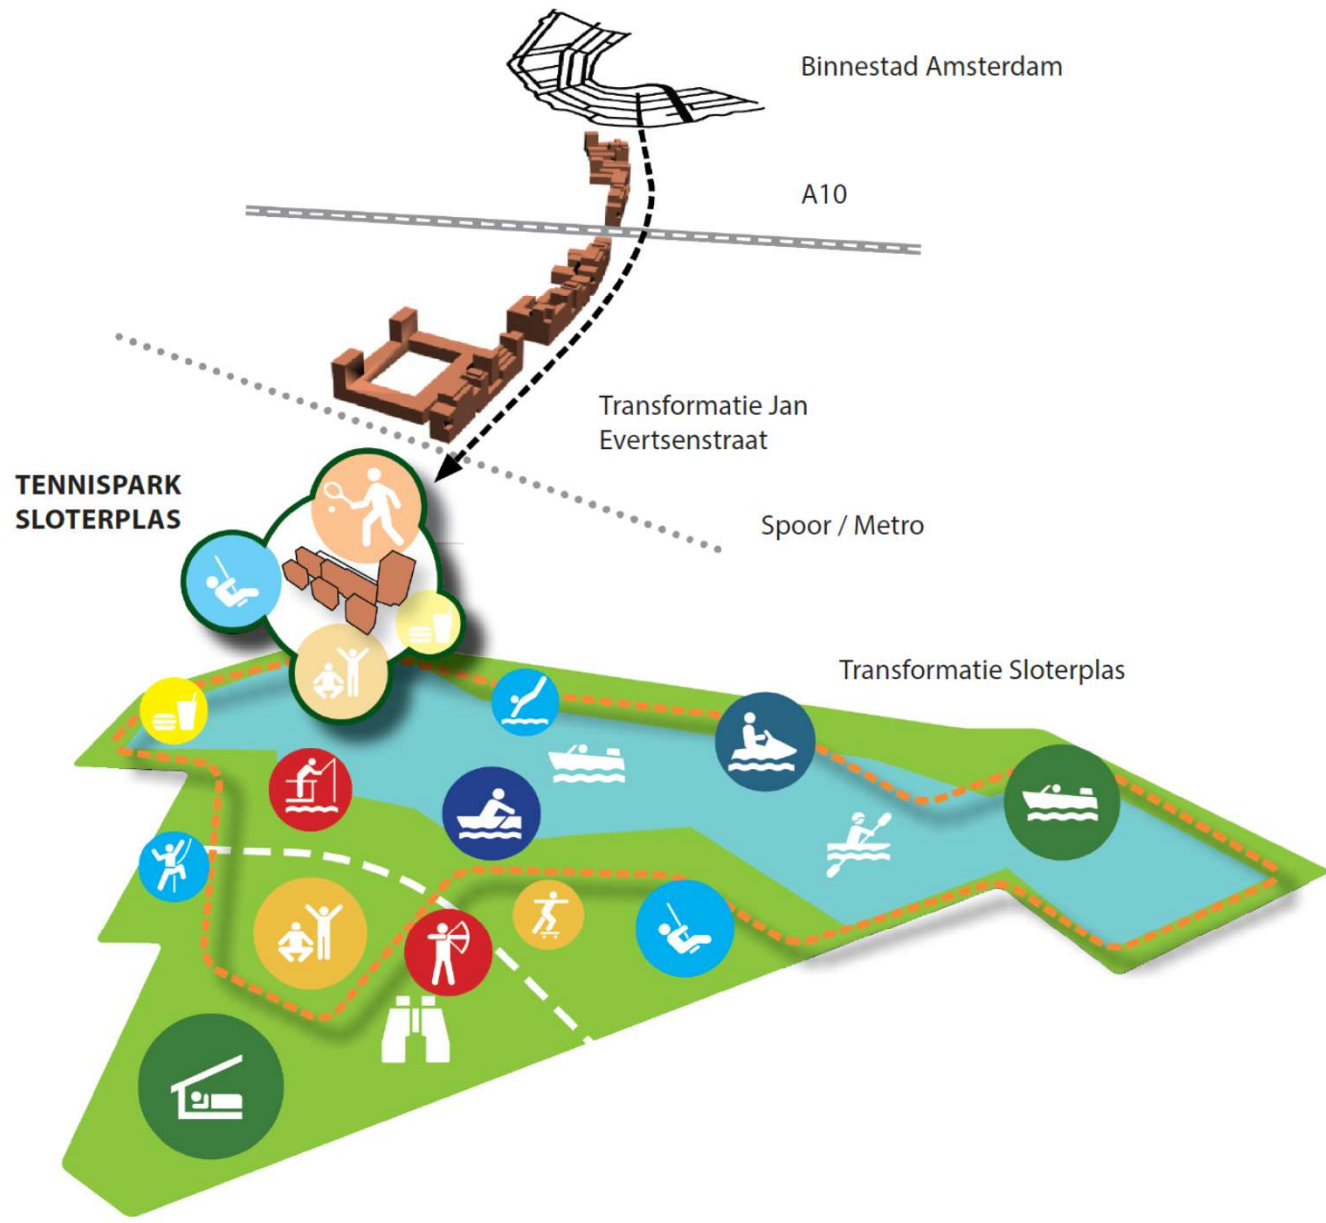 Binnestad Amsterdam
A10
Transformatie Jan
Evertsenstraat
TENNISPARK
SLOTERPLAS
Spoor / Metro
Transformatie Sloterplas